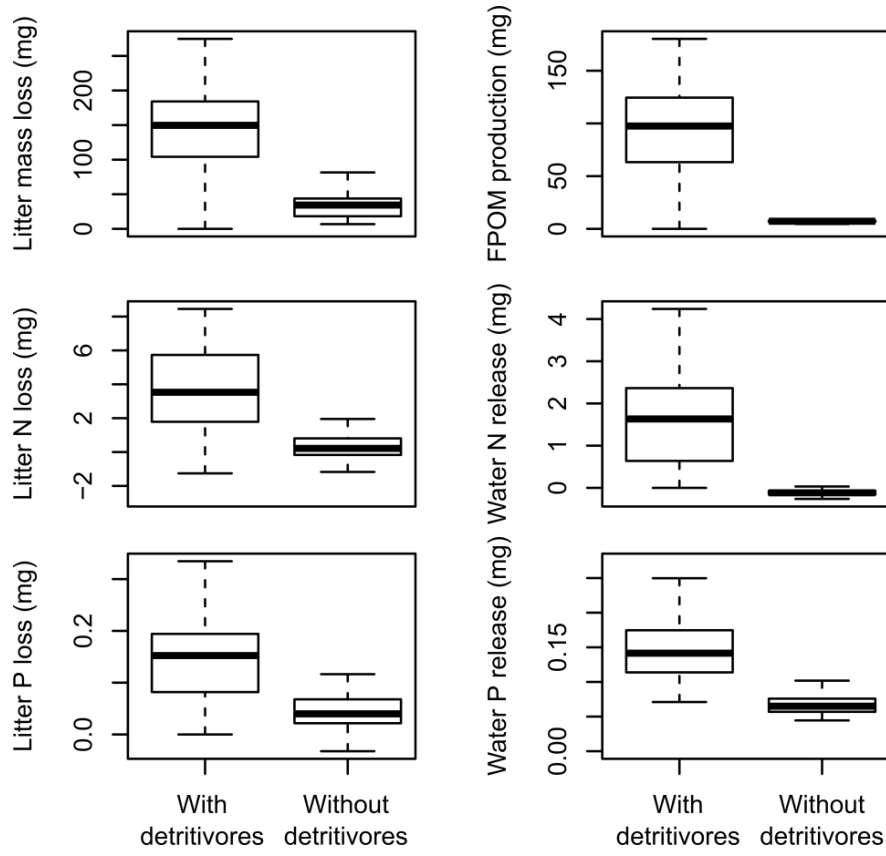 Litter mass loss (mg)
200
100
0
FPOM production (mg)
150
50
0
Litter N loss (mg)
6
2
−2
Water N release (mg)
4
3
2
1
0
Litter P loss (mg)
0.2
0.0
Water P release (mg)
0.15
0.00
With
detritivores
Without
detritivores
With
detritivores
Without
detritivores